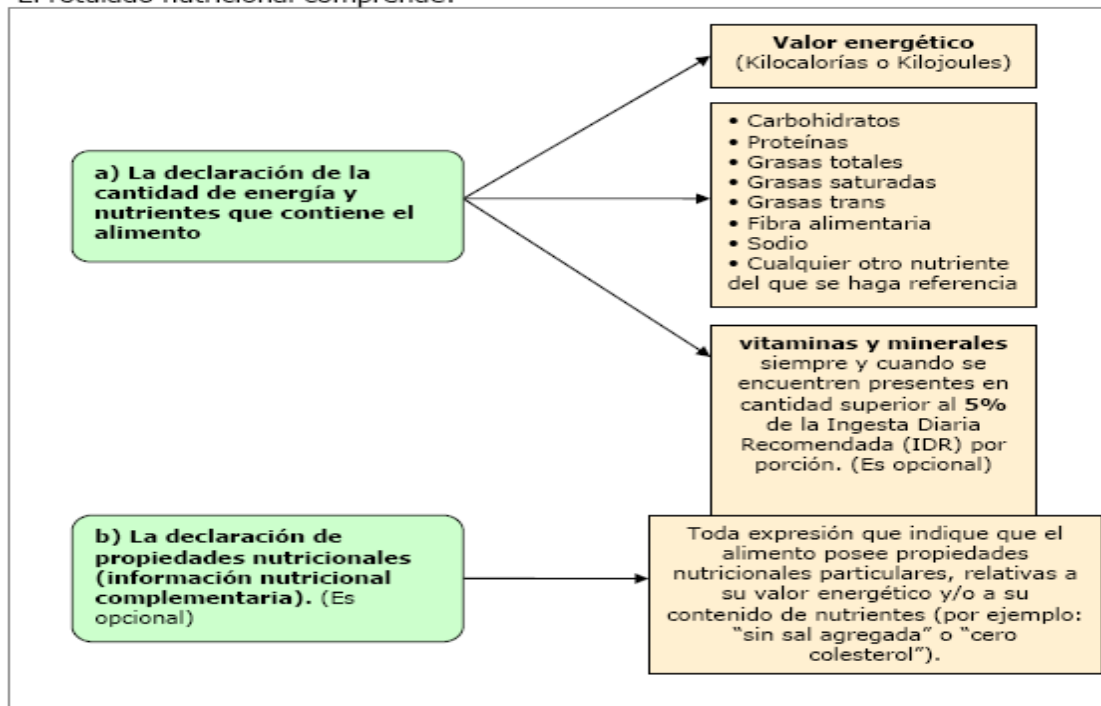 El rotulado nutricional comprende:
Valor energético
(Kilocalorías o Kilojoules)
a) La declaración de la
cantidad de energía y
nutrientes que contiene el
alimento
• Carbohidratos
• Proteínas
• Grasas totales
• Grasas saturadas
• Grasas trans
• Fibra alimentaria
• Sodio
• Cualquier otro nutriente
del que se haga referencia
vitaminas y minerales
siempre y cuando se
encuentren presentes en
cantidad superior al 5%
de la Ingesta Diaria
Recomendada (IDR) por
porción. (Es opcional)
b) La declaración de
propiedades nutricionales
(información nutricional
complementaria). (Es
opcional)
Toda expresión que indique que el
alimento posee propiedades
nutricionales particulares, relativas a
su valor energético y/o a su
contenido de nutrientes (por ejemplo:
“sin sal agregada” o “cero
colesterol”).